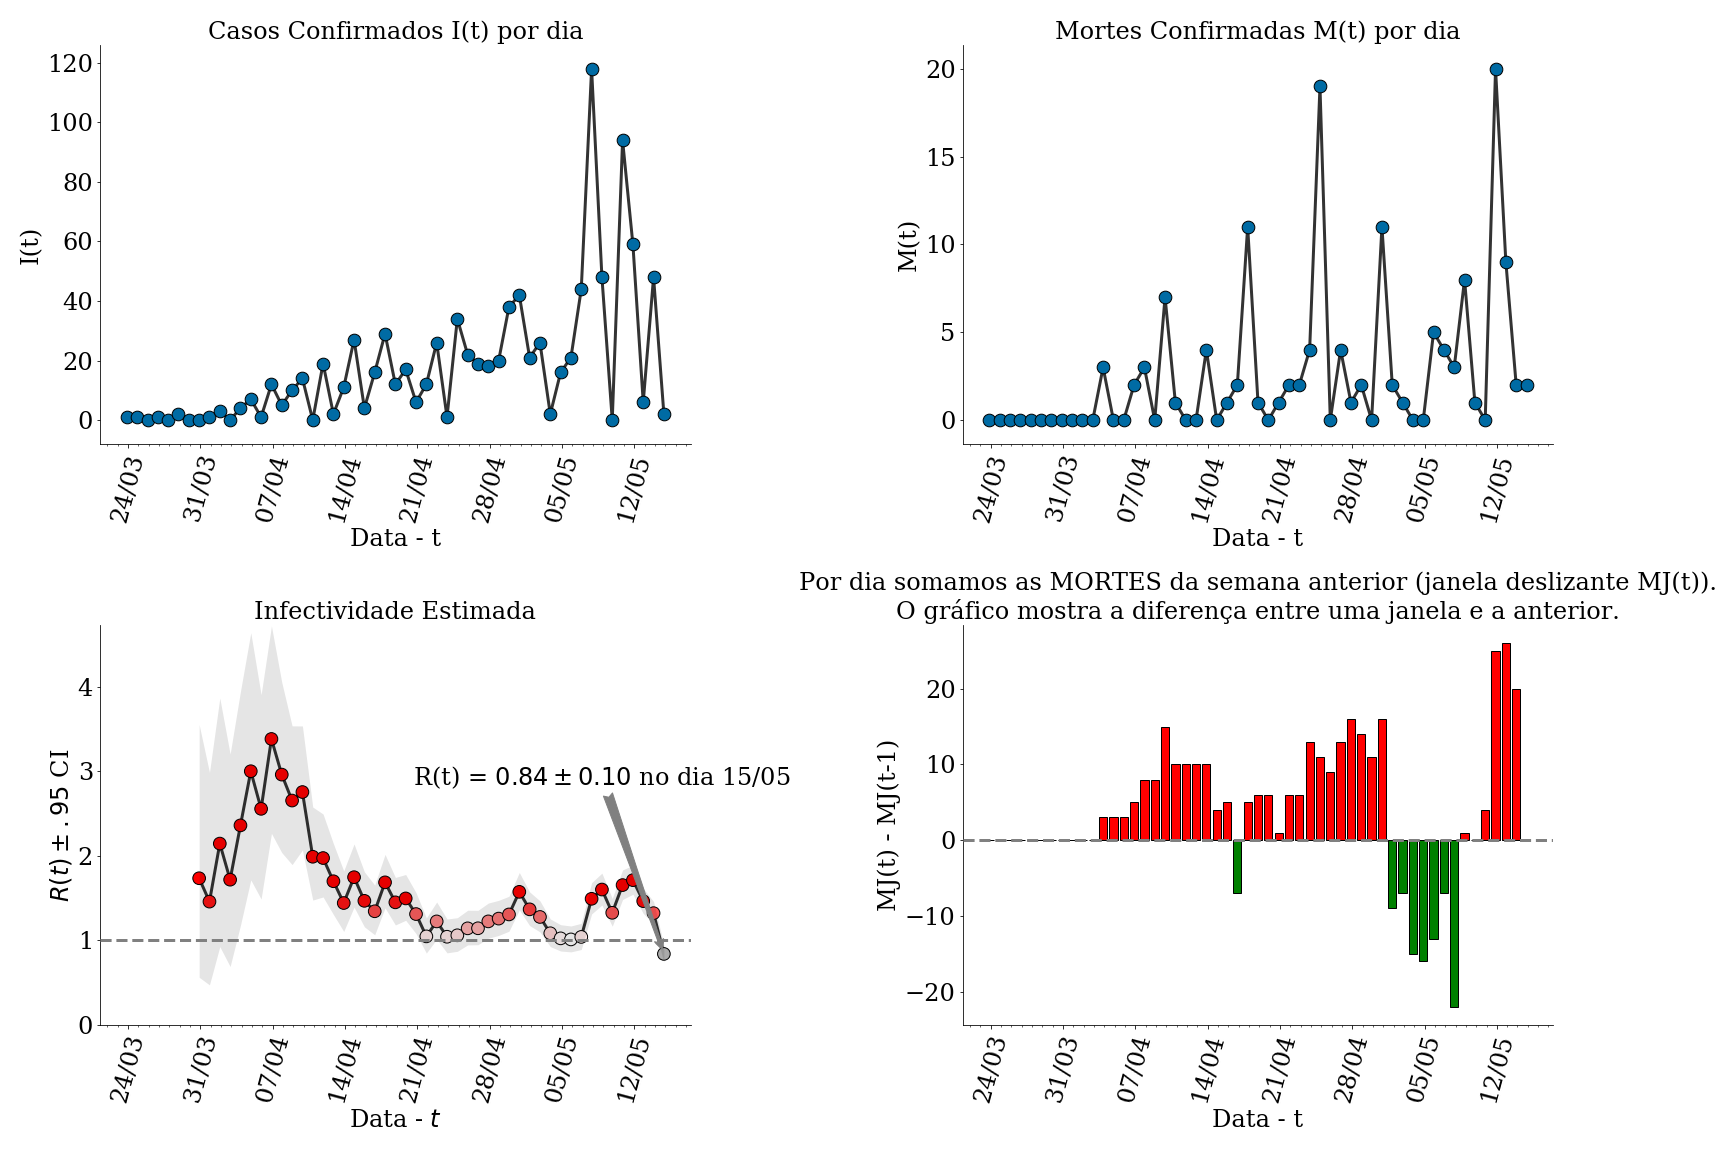 Casos Confirmados I(t) por dia
120
100
80
60
40
20
0
I(t)
24/03 31/03 07/04 14/04 21/04 28/04 05/05 12/05
Data - t
Mortes Confirmadas M(t) por dia
20
15
10
5
0
M(t)
24/03 31/03 07/04 14/04 21/04 28/04 05/05 12/05
Data - t
Infectividade Estimada
4
3
2
1
0
R(t) ± .95 CI
R(t) = 0.84 ± 0.10 no dia 15/05
24/03 31/03 07/04 14/04 21/04 28/04 05/05 12/05
Data - t
Por dia somamos as MORTES da semana anterior (janela deslizante MJ(t)).
O gráfico mostra a diferença entre uma janela e a anterior.
20
10
0
−10
−20
MJ(t) - MJ(t-1)
24/03 31/03 07/04 14/04 21/04 28/04 05/05 12/05
Data - t